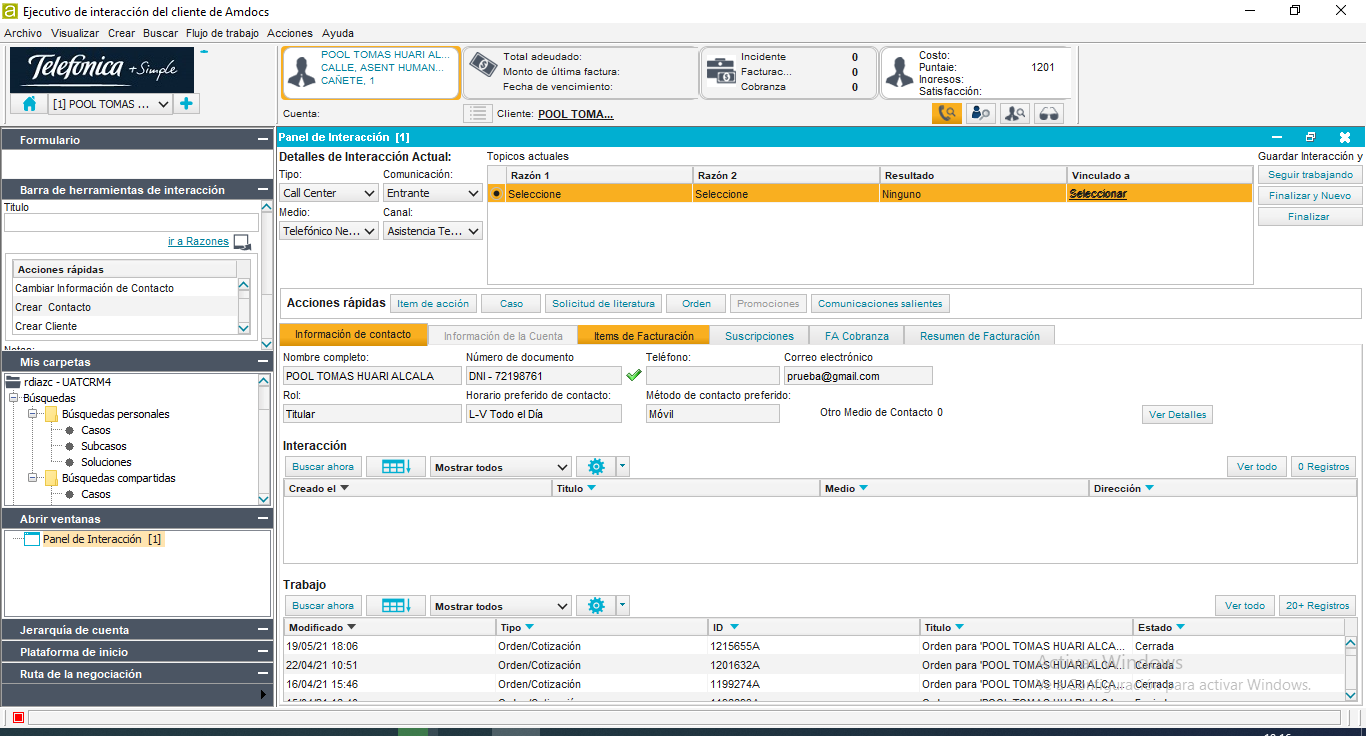 Ejecutivo de interacción del cliente de Amdocs
Archivo Visualizar Crear Buscar Flujo de trabajo Acciones Ayuda
Telefónica +Simple
[1] POOL TOMAS ...
POOL TOMAS HUARI AL...
CALLE, ASENT HUMAN...
CAÑETE, 1
Total adeudado:
Monto de última factura:
Fecha de vencimiento:
Incidente 0
Facturac... 0
Cobranza 0
Costo:
Puntaie: 1201
Ingresos:
Satisfacción:
Cuenta:
Cliente: POOL TOMA...
Formulario
Barra de herramientas de interacción
Titulo
ir a Razones
Acciones rápidas
Cambiar Información de Contacto
Crear Contacto
Crear Cliente
Mis carpetas
rdiazc - UATCRM4
Búsquedas
Búsquedas personales
Casos
Subcasos
Soluciones
Búsquedas compartidas
Casos
Abrir ventanas
Panel de Interacción [1]
Jerarquía de cuenta
Plataforma de inicio
Ruta de la negociación
Panel de Interacción [1]
Detalles de Interacción Actual:
Tipo: Comunicación:
Call Center Entrante
Medio: Canal:
Telefónico Ne... Asistencia Te...
Topicos actuales
Razón 1 Razón 2 Resultado Vinculado a
Seleccione Seleccione Ninguno Seleccionar
Guardar Interacción y
Seguir trabajando
Finalizar y Nuevo
Finalizar
Acciones rápidas Item de acción Caso Solicitud de literatura Orden Promociones Comunicaciones salientes
Información de contacto Información de la Cuenta Items de Facturación Suscripciones FA Cobranza Resumen de Facturación
Nombre completo: Número de documento Teléfono: Correo electrónico
POOL TOMAS HUARI ALCALA DNI - 72198761 prueba@gmail.com
Rol: Horario preferido de contacto: Método de contacto preferido:
Titular L-V Todo el Día Móvil Otro Medio de Contacto 0 Ver Detalles
Interacción
Buscar ahora Mostrar todos Ver todo 0 Registros
Creado el Titulo Medio Dirección
Trabajo
Buscar ahora Mostrar todos Ver todo 20+ Registros
Modificado Tipo ID Titulo Estado
19/05/21 18:06 Orden/Cotización 1215655A Orden para 'POOL TOMAS HUARI ALCA... Cerrada
22/04/21 10:51 Orden/Cotización 1201632A Orden para 'POOL TOMAS HUARI ALCA... Cerrada
16/04/21 15:46 Orden/Cotización 1199274A Orden para 'POOL TOMAS HUARI ALCA... Cerrada
Activar Windows
Ve a Configuración para activar Windows.